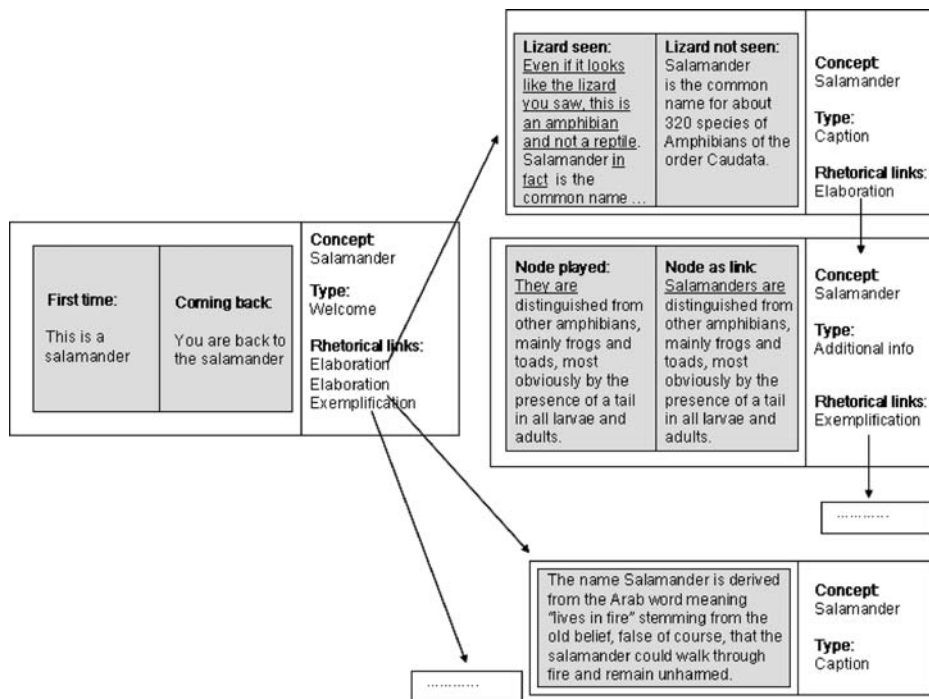 First time:
This is a
salamander
Coming back:
You are back to
the salamander
Concept:
Salamander
Type:
Welcome
Rhetorical links:
Elaboration
Elaboration
Exemplification
Lizard seen:
Even if it looks
like the lizard
you saw, this is
an amphibian
and not a reptile.
Salamander in
fact is the
common name ...
Lizard not seen:
Salamander
is the common
name for about
320 species of
Amphibians of the
order Caudata.
Concept:
Salamander
Type:
Caption
Rhetorical links:
Elaboration
Node played:
They are
distinguished from
other amphibians,
mainly frogs and
toads, most
obviously by the
presence of a tail
in all larvae and
adults.
Node as link:
Salamanders are
distinguished from
other amphibians,
mainly frogs and
toads, most
obviously by the
presence of a tail
in all larvae and
adults.
Concept:
Salamander
Type:
Additional info
Rhetorical links:
Exemplification
............
The name Salamander is derived
from the Arab word meaning
"lives in fire" stemming from the
old belief, false of course, that the
salamander could walk through
fire and remain unharmed.
Concept:
Salamander
Type:
Caption
............